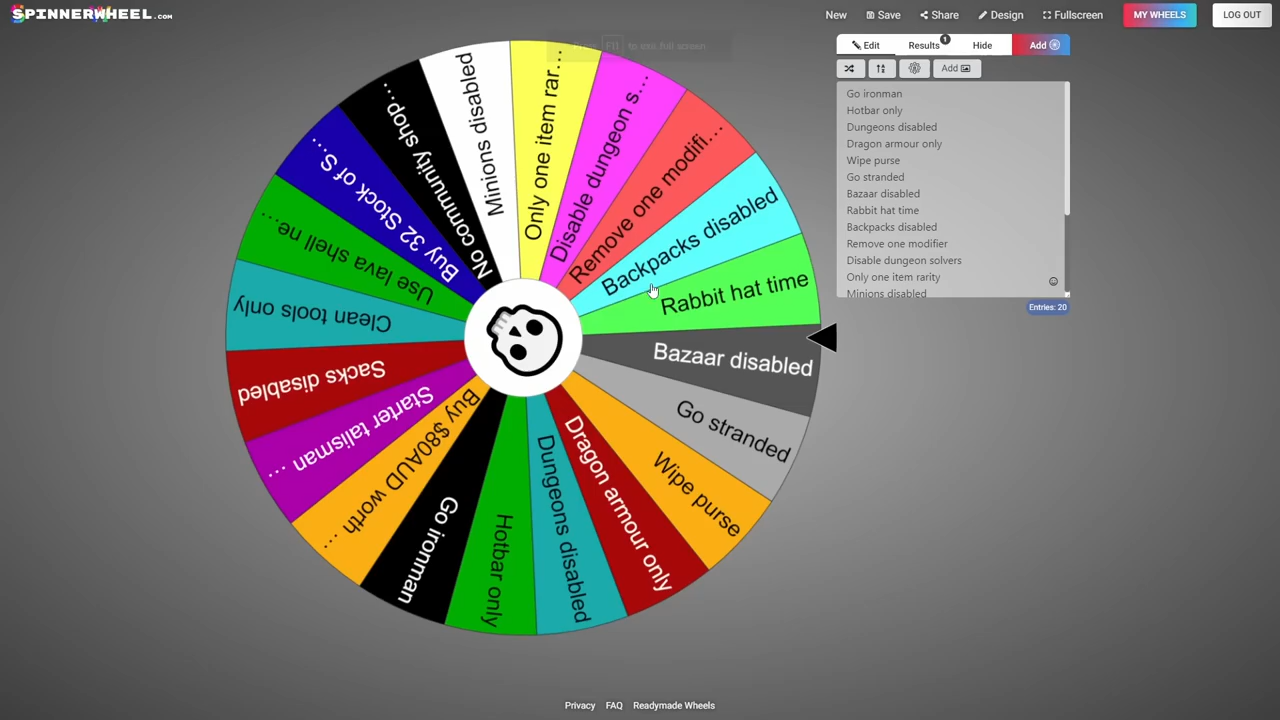 SPINNERWHEEL.COM
New
Save
Share
Design
Fullscreen
MY WHEELS
LOG OUT
F11 to exit full screen
Edit
Results
1
Hide
Add
Add
Go ironman
Hotbar only
Dungeons disabled
Dragon armour only
Wipe purse
Go stranded
Bazaar disabled
Rabbit hat time
Backpacks disabled
Remove one modifier
Disable dungeon solvers
Only one item rarity
Minions disabled
Entries: 20
Minions disabled
Only one item rar...
Disable dungeon s...
Remove one modifi...
Backpacks disabled
Rabbit hat time
Bazaar disabled
Go stranded
Wipe purse
Dragon armour only
Dungeons disabled
Hotbar only
Go ironman
Buy $80AUD worth ...
Starter talisman ...
Sacks disabled
Clean tools only
Use lava shell ne...
Buy 32 Stock of S...
No community shop...
Privacy
FAQ
Readymade Wheels